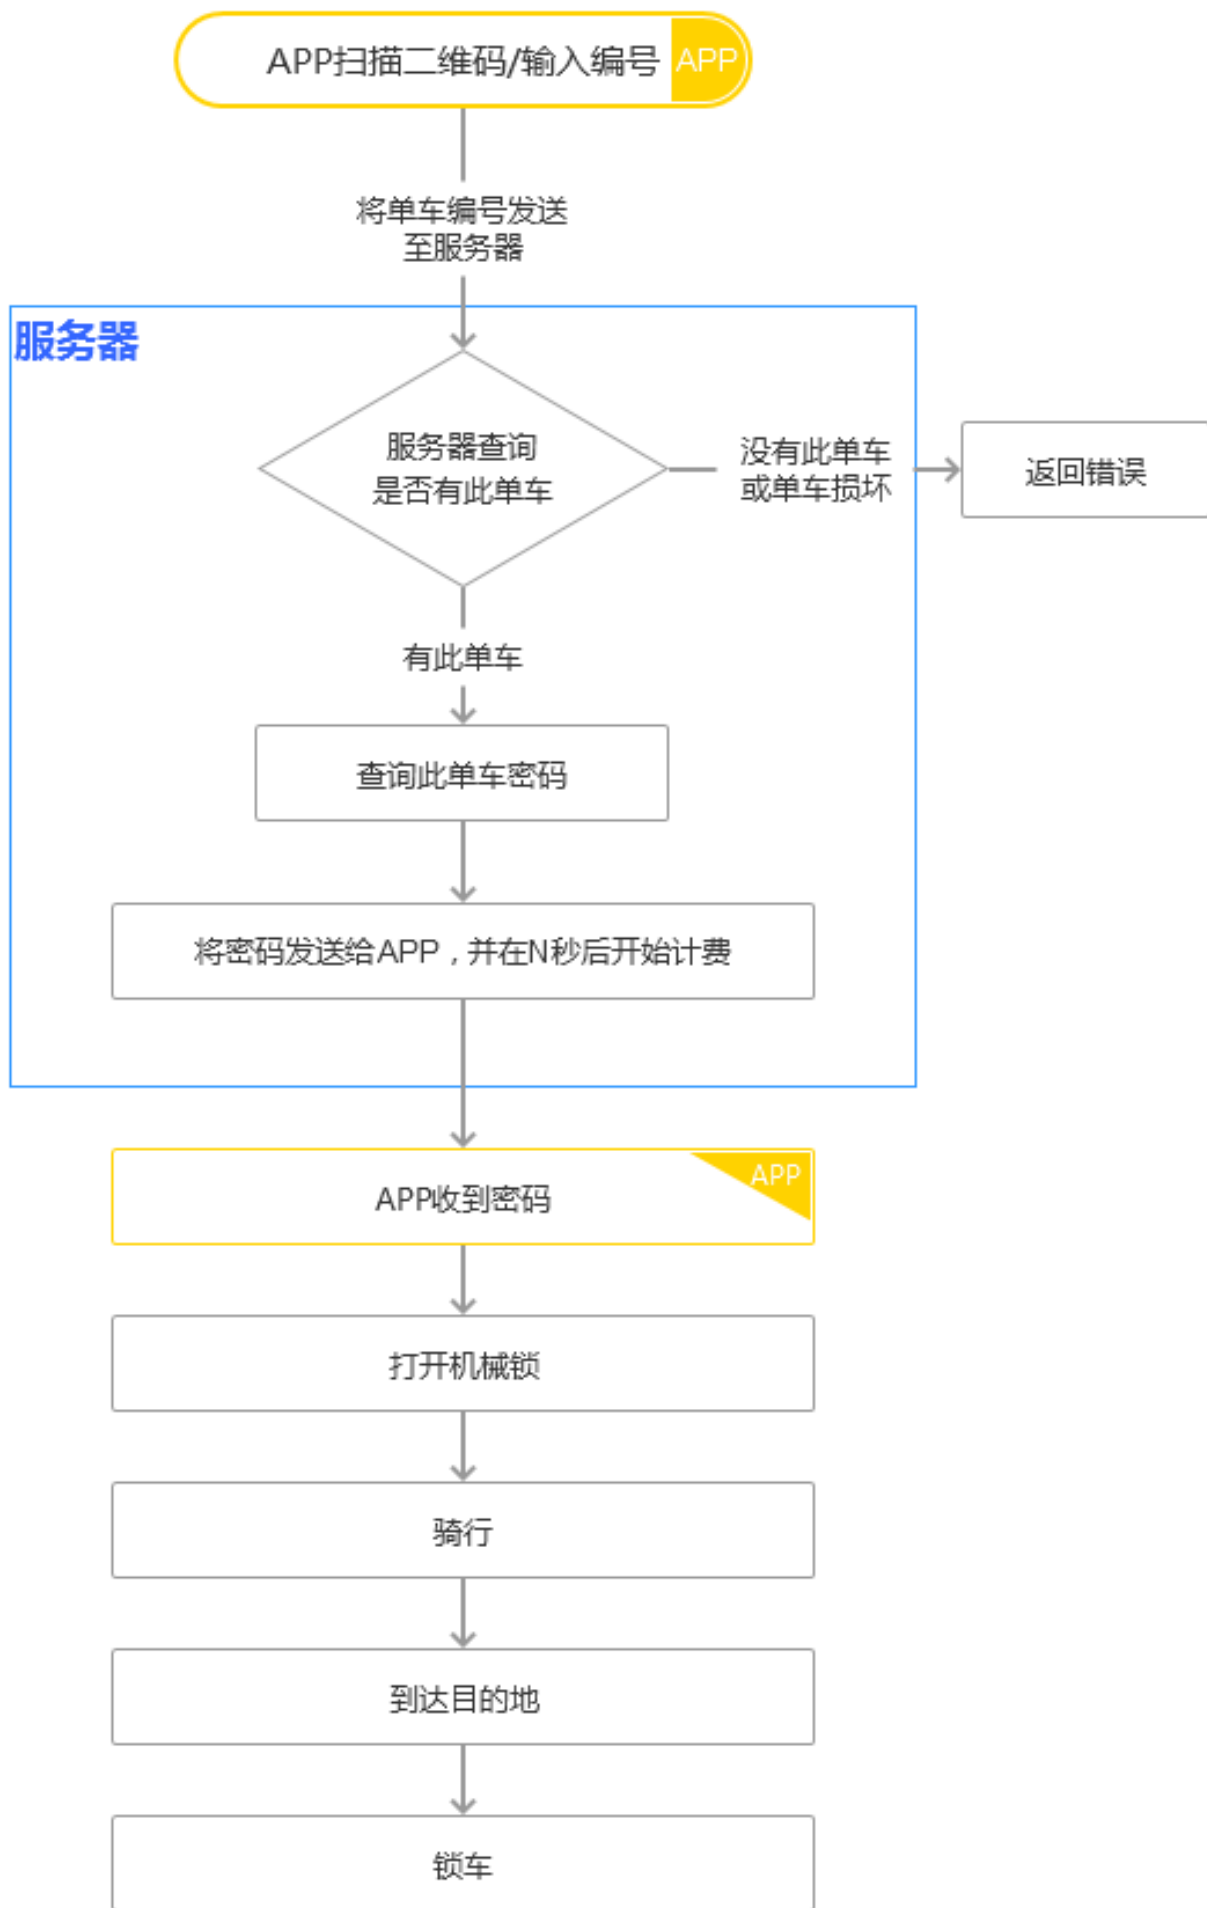 APP扫描二维码/输入编号
APP
将单车编号发送
至服务器
服务器
服务器查询
是否有此单车
没有此单车
或单车损坏
返回错误
有此单车
查询此单车密码
将密码发送给APP，并在N秒后开始计费
APP
APP收到密码
打开机械锁
骑行
到达目的地
锁车